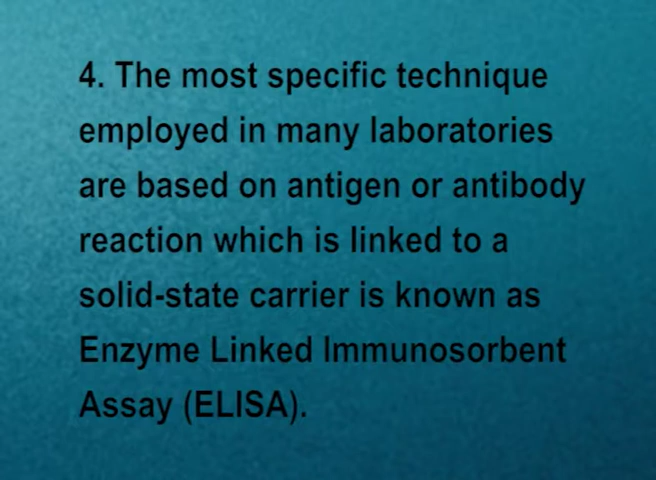 4. The most specific technique
employed in many laboratories
are based on antigen or antibody
reaction which is linked to a
solid-state carrier is known as
Enzyme Linked Immunosorbent
Assay (ELISA).